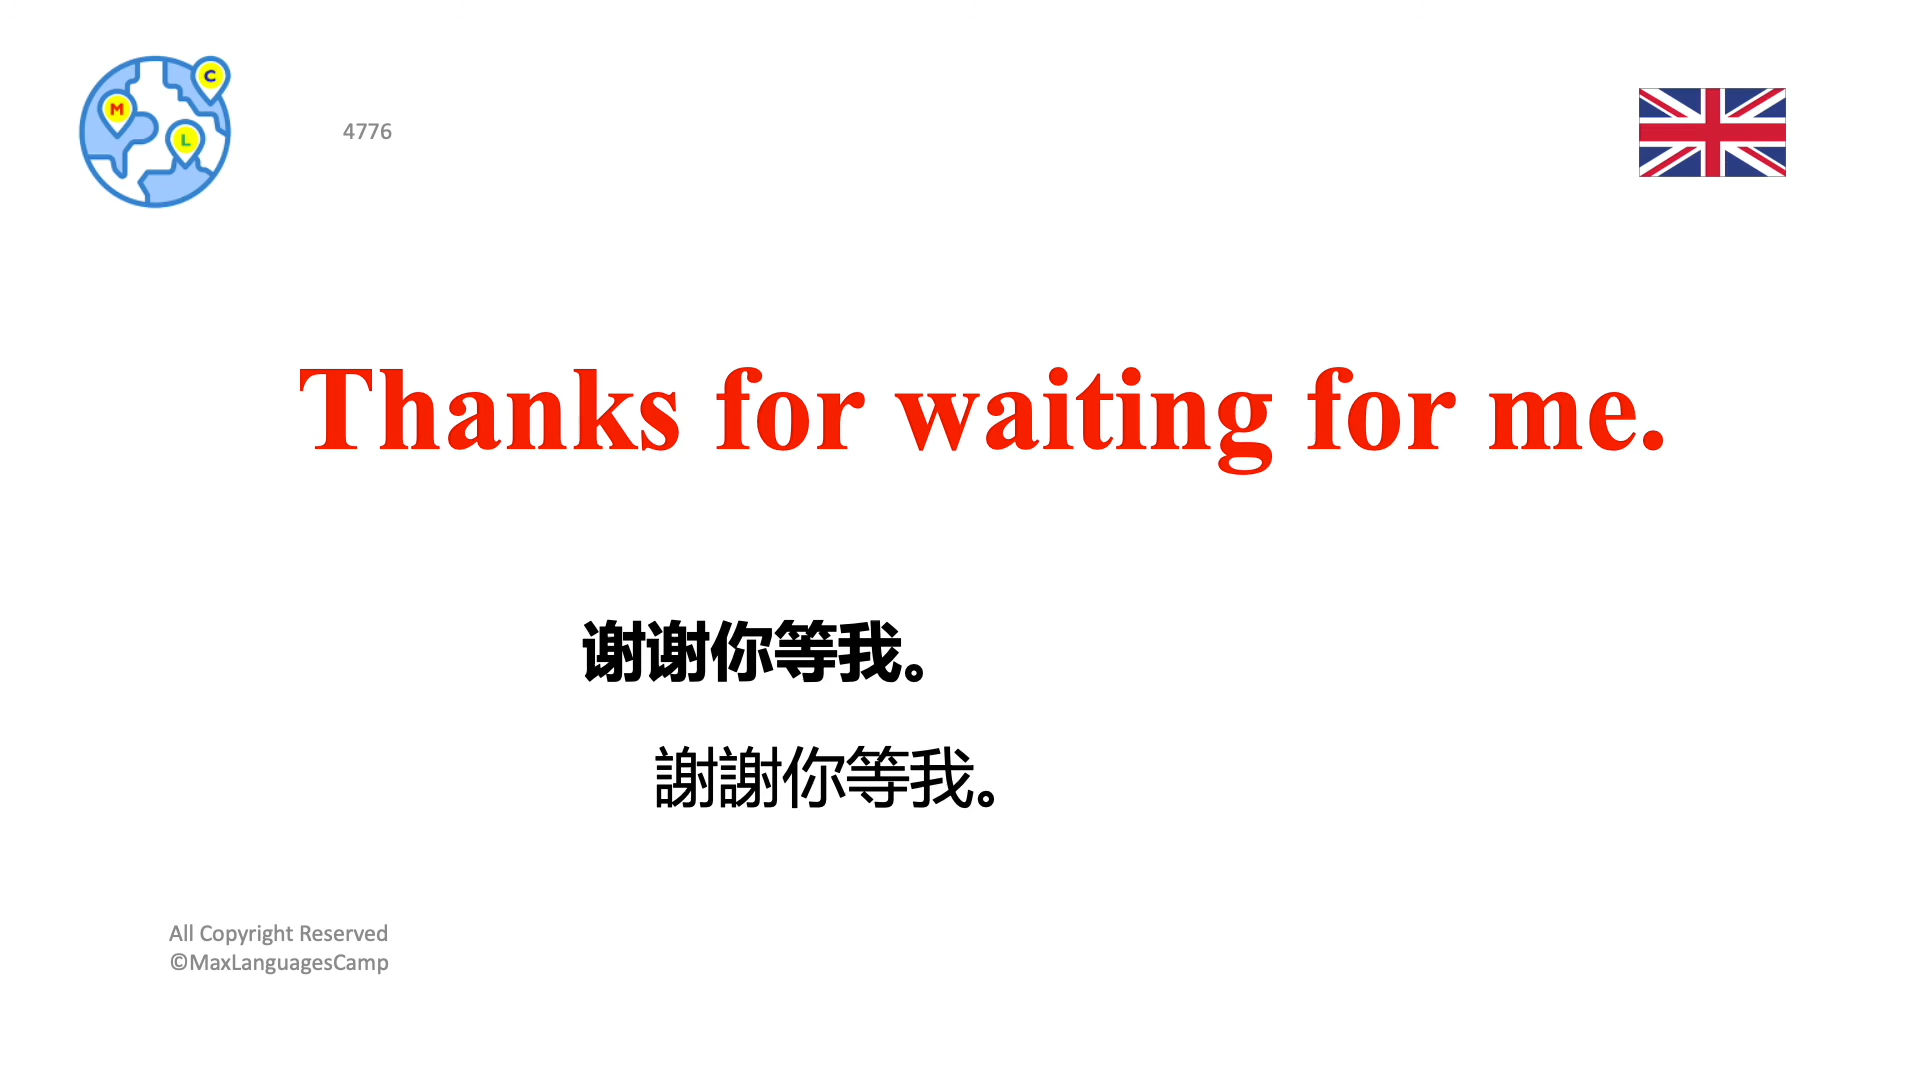 C
M
L
4776
Thanks for waiting for me.
谢谢你等我。
謝謝你等我。
All Copyright Reserved
©MaxLanguagesCamp